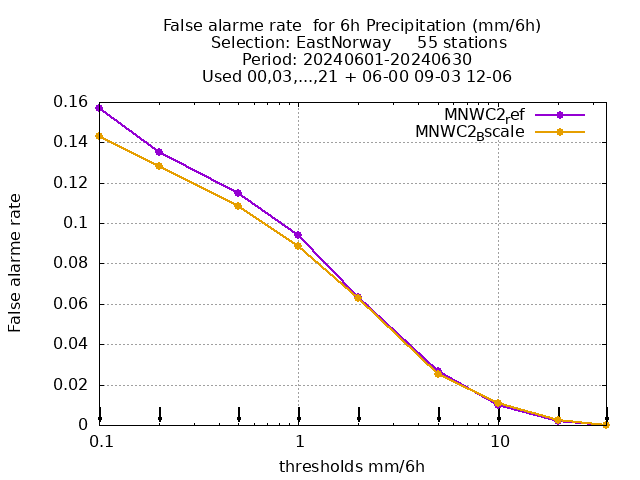 False alarme rate  for 6h Precipitation (mm/6h)
Selection: EastNorway     55 stations
Period: 20240601-20240630
Used 00,03,...,21 + 06-00 09-03 12-06
MNWC2ref
MNWC2Bscale
0.16
0.14
0.12
0.1
0.08
0.06
0.04
0.02
0
False alarme rate
0.1 1 10
thresholds mm/6h